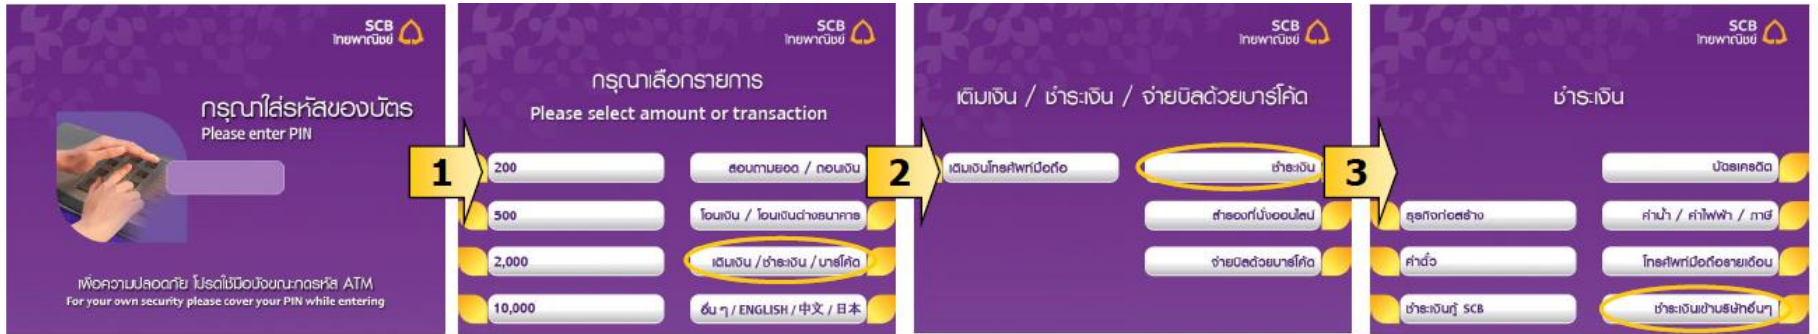 SCB
ไทยพาณิชย์
กรุณาใส่รหัสของบัตร
Please enter PIN
เพื่อความปลอดภัย โปรดใช้มือบังขณะกดรหัส ATM
For your own security please cover your PIN while entering
1
SCB
ไทยพาณิชย์
กรุณาเลือกรายการ
Please select amount or transaction
200
สอบถามยอด / ถอนเงิน
500
โอนเงิน / โอนเงินต่างธนาคาร
2,000
เติมเงิน /ชำระเงิน /บาร์โค้ด
10,000
อื่น ๆ / ENGLISH / 中文 / 日本
2
SCB
ไทยพาณิชย์
เติมเงิน / ชำระเงิน / จ่ายบิลด้วยบาร์โค้ด
เติมเงินโทรศัพท์มือถือ
ชำระเงิน
สำรองที่นั่งออนไลน์
จ่ายบิลด้วยบาร์โค้ด
3
SCB
ไทยพาณิชย์
ชำระเงิน
บัตรเครดิต
ธุรกิจก่อสร้าง
ค่าน้ำ / ค่าไฟฟ้า / ภาษี
ค่าตั๋ว
โทรศัพท์มือถือรายเดือน
ชำระเงินกู้ SCB
ชำระเงินเข้าบริษัทอื่นๆ